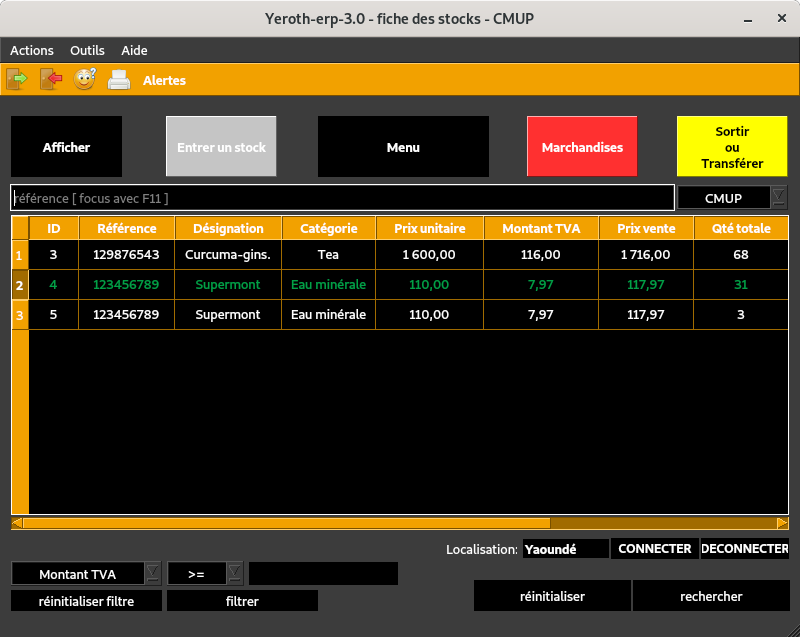 Yeroth-erp-3.0 - fiche des stocks - CMUP
Actions Outils Aide
Alertes
Afficher
Entrer un stock
Menu
Marchandises
Sortir
ou
Transférer
référence [ focus avec F11 ]
CMUP
ID Référence Désignation Catégorie Prix unitaire Montant TVA Prix vente Qté totale
1 3 129876543 Curcuma-gins. Tea 1 600,00 116,00 1 716,00 68
2 4 123456789 Supermont Eau minérale 110,00 7,97 117,97 31
3 5 123456789 Supermont Eau minérale 110,00 7,97 117,97 3
Localisation: Yaoundé CONNECTER DECONNECTER
Montant TVA >=
réinitialiser filtre filtrer
réinitialiser rechercher